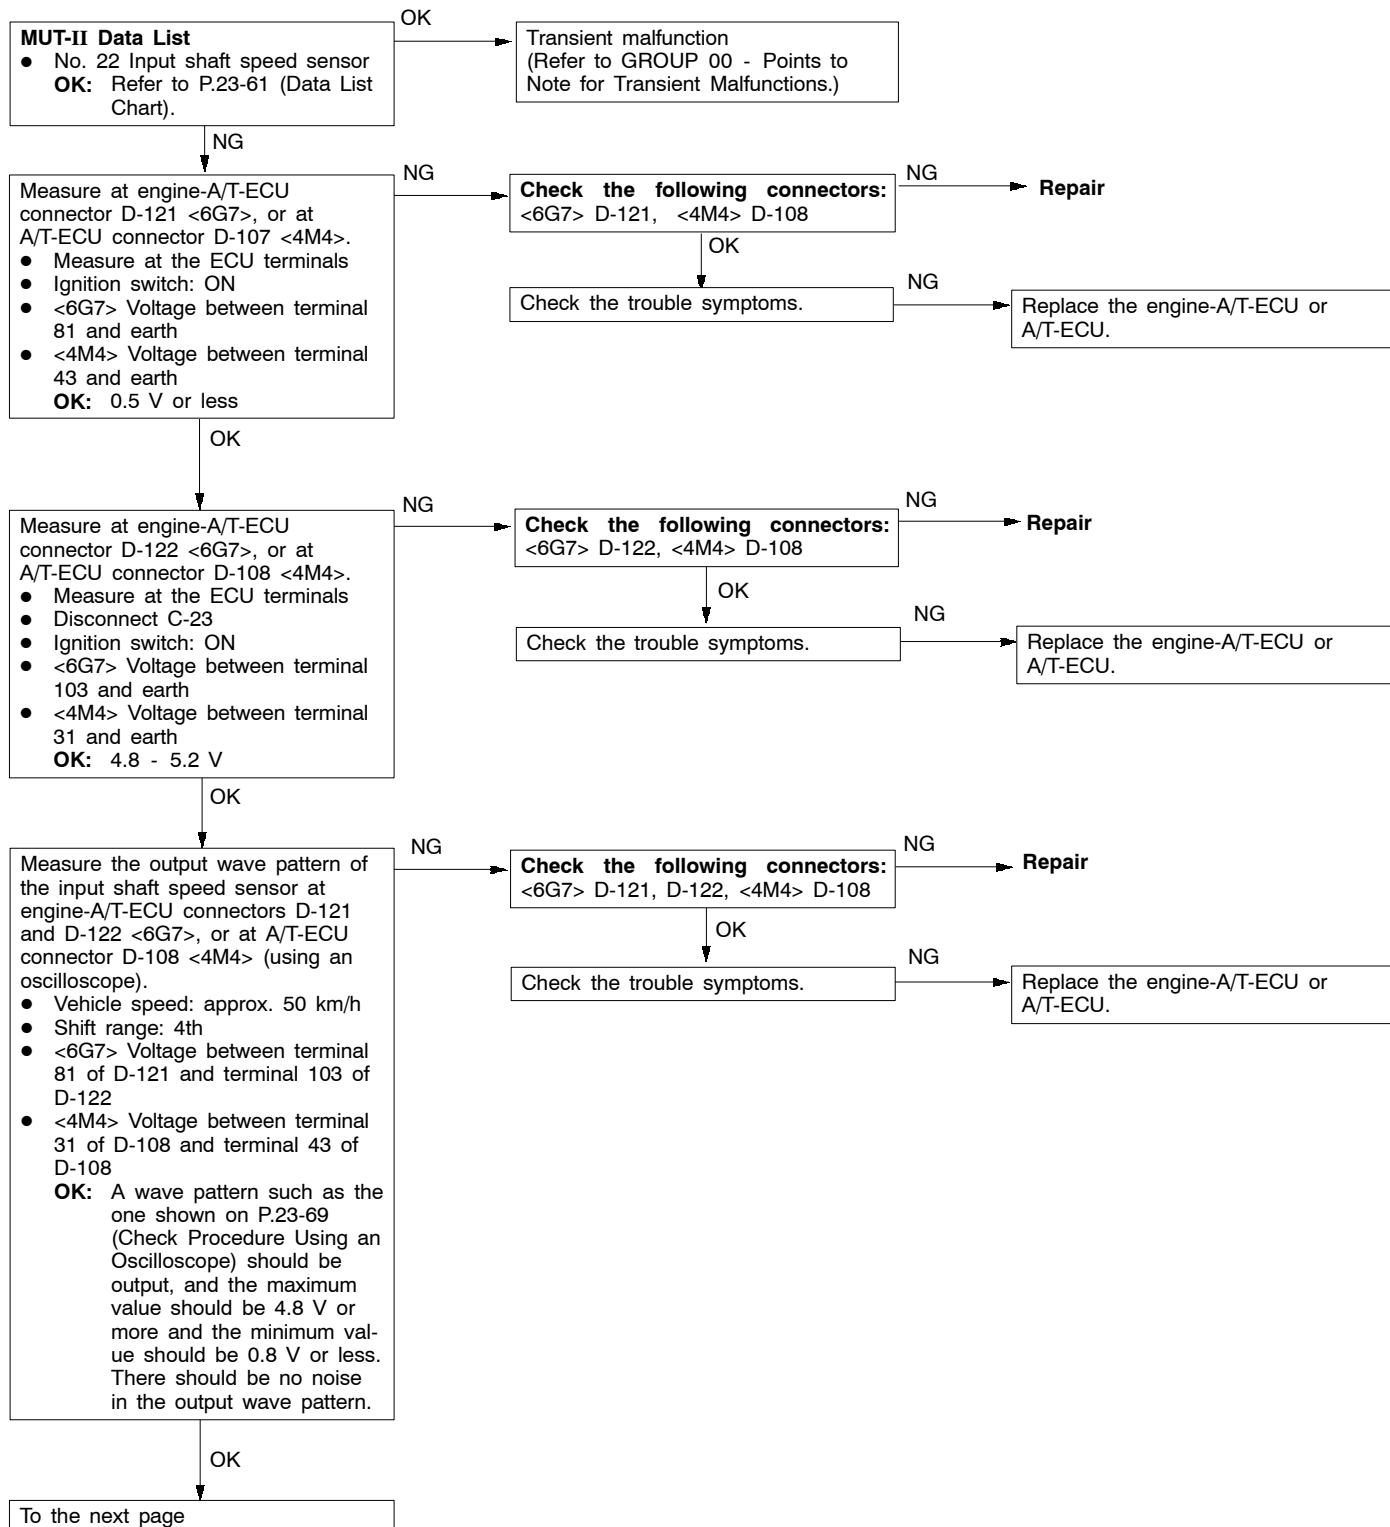 MUT-II Data List
● No. 22 Input shaft speed sensor
OK: Refer to P.23-61 (Data List
Chart).
OK
Transient malfunction
(Refer to GROUP 00 - Points to
Note for Transient Malfunctions.)
NG
Measure at engine-A/T-ECU
connector D-121 <6G7>, or at
A/T-ECU connector D-107 <4M4>.
● Measure at the ECU terminals
● Ignition switch: ON
● <6G7> Voltage between terminal
81 and earth
● <4M4> Voltage between terminal
43 and earth
OK: 0.5 V or less
NG
Check the following connectors:
<6G7> D-121, <4M4> D-108
NG
Repair
OK
Check the trouble symptoms.
NG
Replace the engine-A/T-ECU or
A/T-ECU.
OK
Measure at engine-A/T-ECU
connector D-122 <6G7>, or at
A/T-ECU connector D-108 <4M4>.
● Measure at the ECU terminals
● Disconnect C-23
● Ignition switch: ON
● <6G7> Voltage between terminal
103 and earth
● <4M4> Voltage between terminal
31 and earth
OK: 4.8 - 5.2 V
NG
Check the following connectors:
<6G7> D-122, <4M4> D-108
NG
Repair
OK
Check the trouble symptoms.
NG
Replace the engine-A/T-ECU or
A/T-ECU.
OK
Measure the output wave pattern of
the input shaft speed sensor at
engine-A/T-ECU connectors D-121
and D-122 <6G7>, or at A/T-ECU
connector D-108 <4M4> (using an
oscilloscope).
● Vehicle speed: approx. 50 km/h
● Shift range: 4th
● <6G7> Voltage between terminal
81 of D-121 and terminal 103 of
D-122
● <4M4> Voltage between terminal
31 of D-108 and terminal 43 of
D-108
OK: A wave pattern such as the
one shown on P.23-69
(Check Procedure Using an
Oscilloscope) should be
output, and the maximum
value should be 4.8 V or
more and the minimum val-
ue should be 0.8 V or less.
There should be no noise
in the output wave pattern.
NG
Check the following connectors:
<6G7> D-121, D-122, <4M4> D-108
NG
Repair
OK
Check the trouble symptoms.
NG
Replace the engine-A/T-ECU or
A/T-ECU.
OK
To the next page